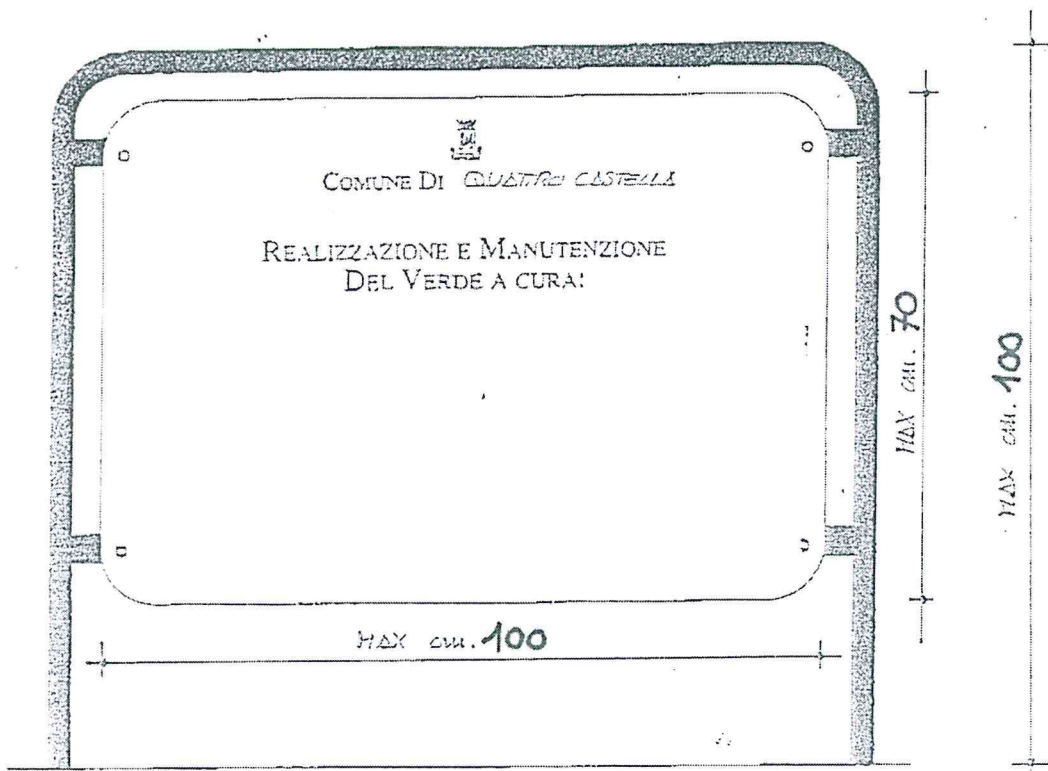 COMUNE DI QUATTRO CASTELLA
REALIZZAZIONE E MANUTENZIONE
DEL VERDE A CURA:
MAX cm. 70
MAX cm. 100
MAX cm. 100